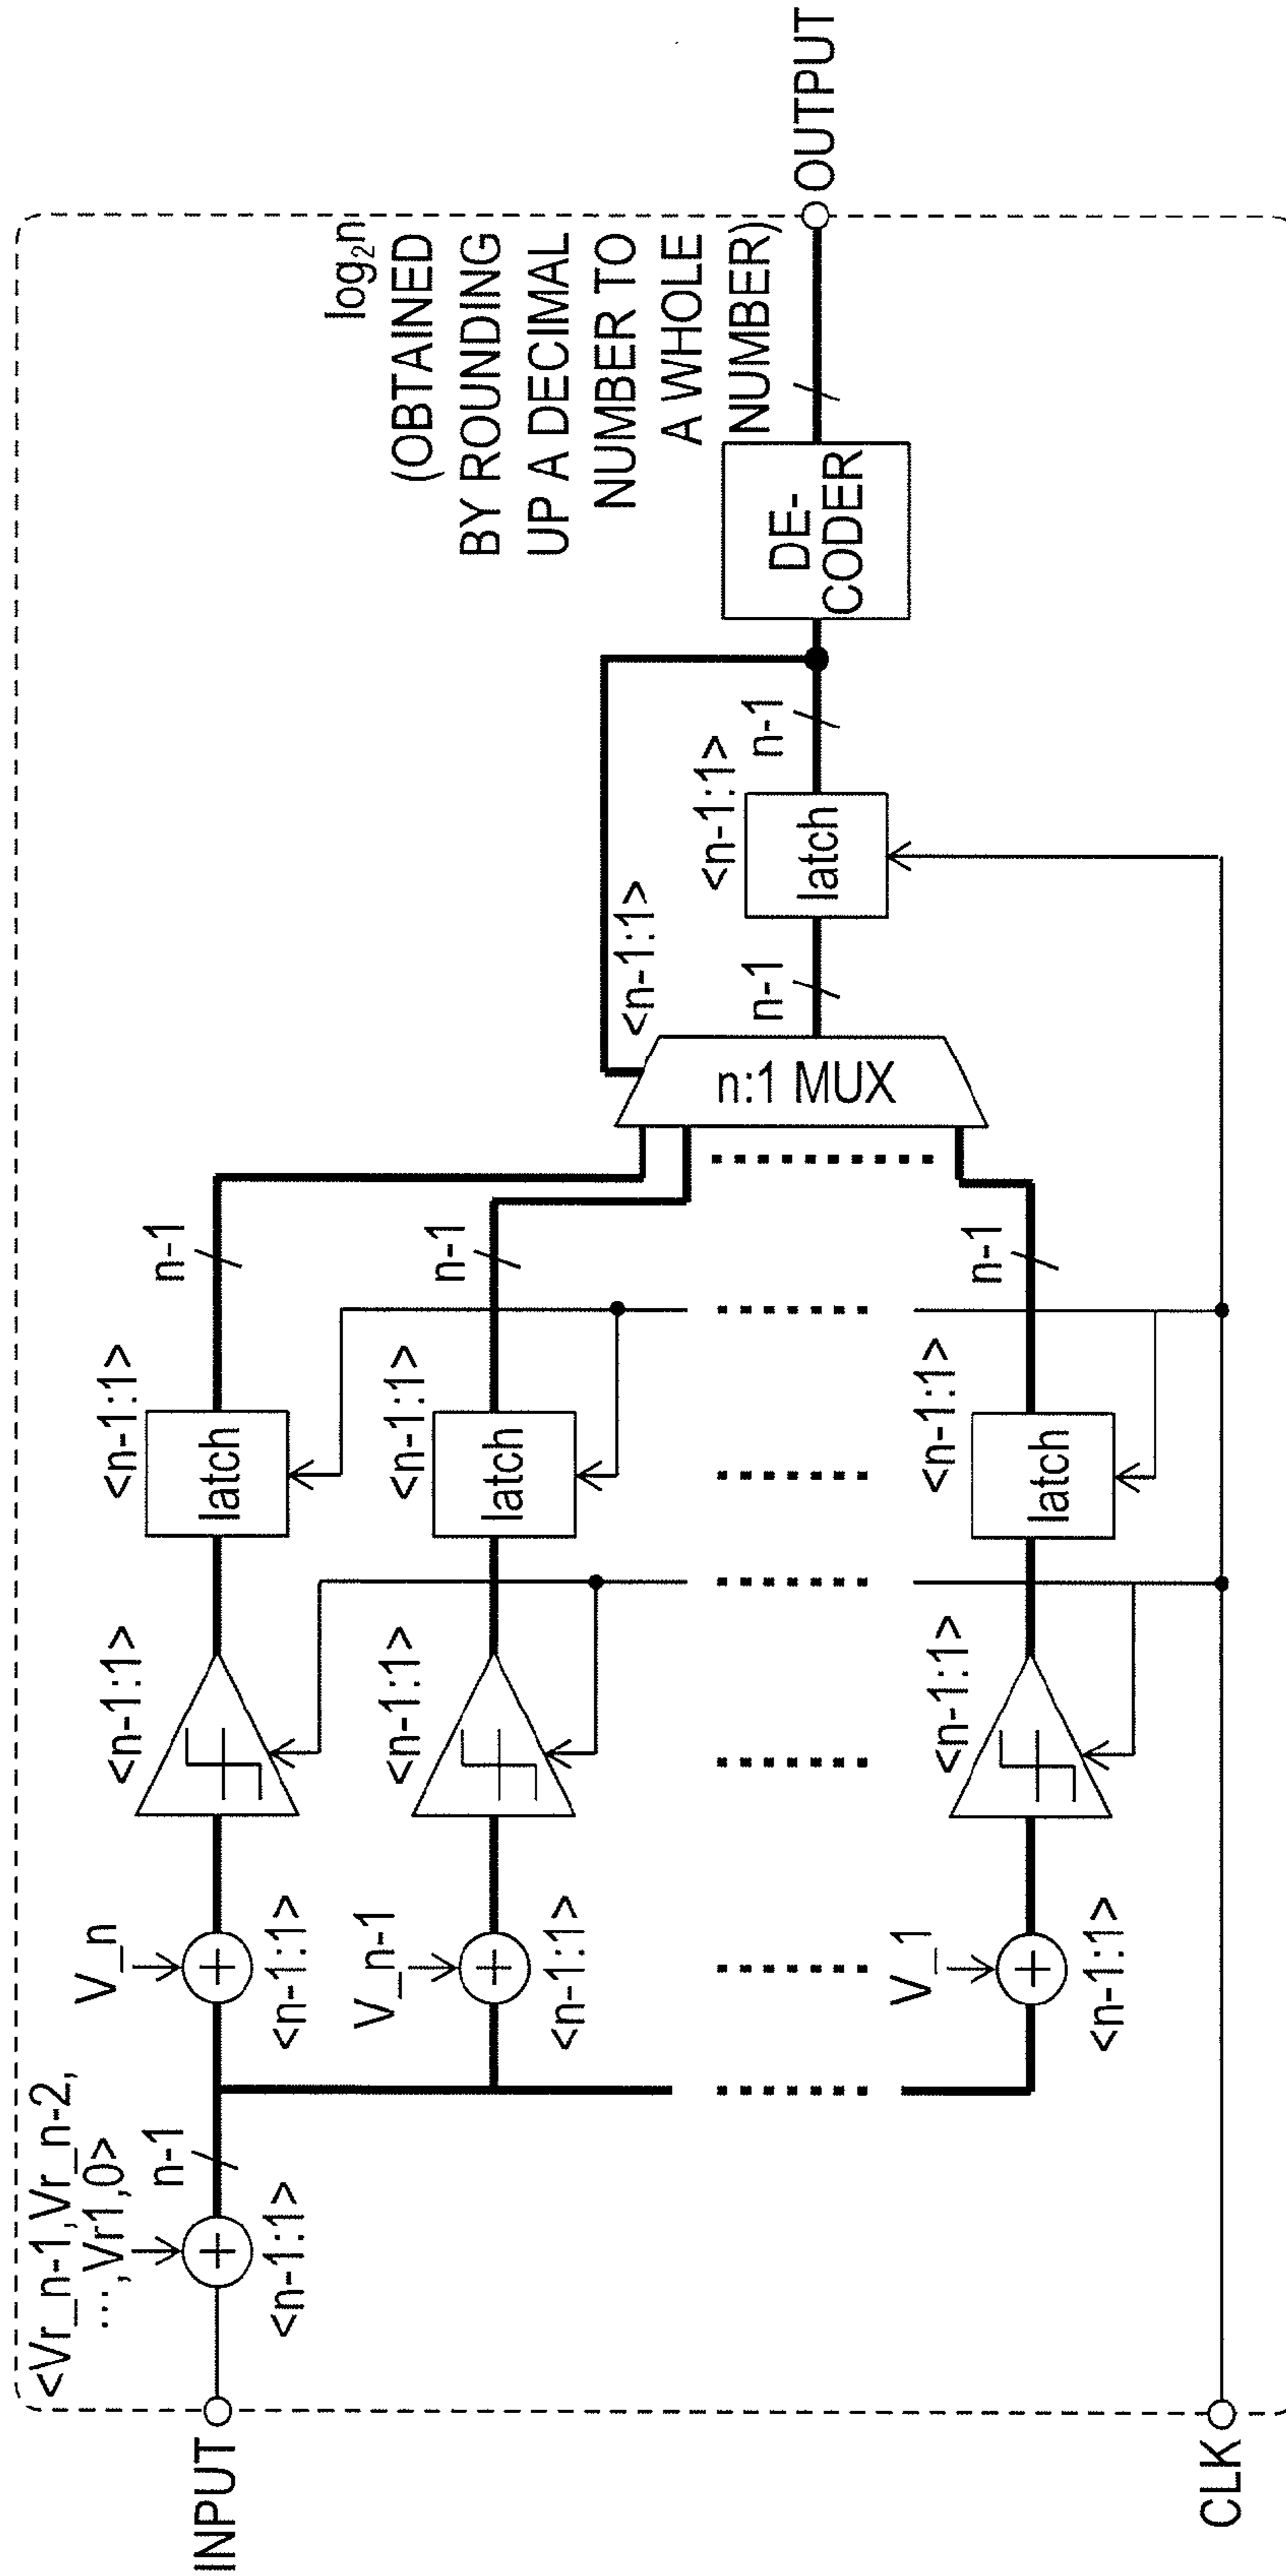 <Vr_n-1,Vr_n-2,
...,Vr1,0>
INPUT
n-1
<n-1:1>
V_n
<n-1:1>
<n-1:1>
<n-1:1>
latch
n-1
V_n-1
<n-1:1>
<n-1:1>
<n-1:1>
latch
n-1
V_1
<n-1:1>
<n-1:1>
<n-1:1>
latch
n-1
n:1 MUX
<n-1:1>
n-1
<n-1:1>
latch
n-1
DE-
CODER
log₂n
(OBTAINED
BY ROUNDING
UP A DECIMAL
NUMBER TO
A WHOLE
NUMBER)
OUTPUT
CLK